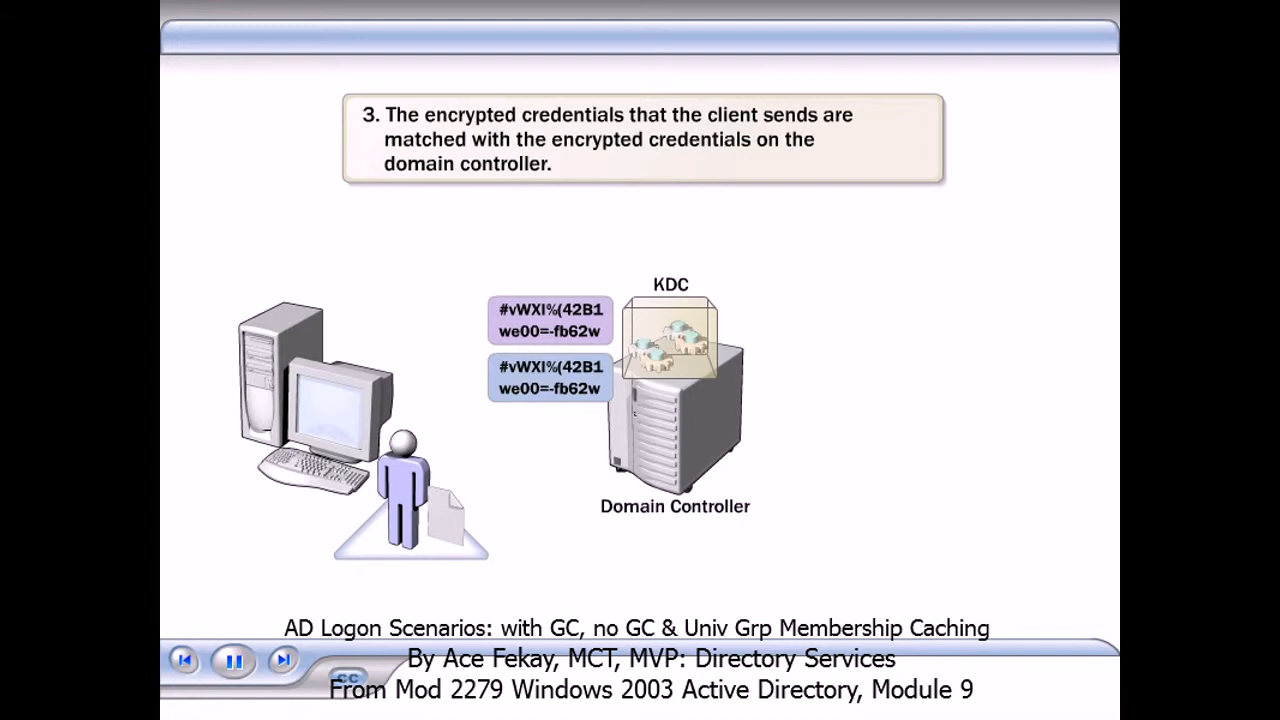 3. The encrypted credentials that the client sends are
matched with the encrypted credentials on the
domain controller.
KDC
#vWXI%(42B1
we00=-fb62w
#vWXI%(42B1
we00=-fb62w
Domain Controller
AD Logon Scenarios: with GC, no GC & Univ Grp Membership Caching
By Ace Fekay, MCT, MVP: Directory Services
CC
From Mod 2279 Windows 2003 Active Directory, Module 9